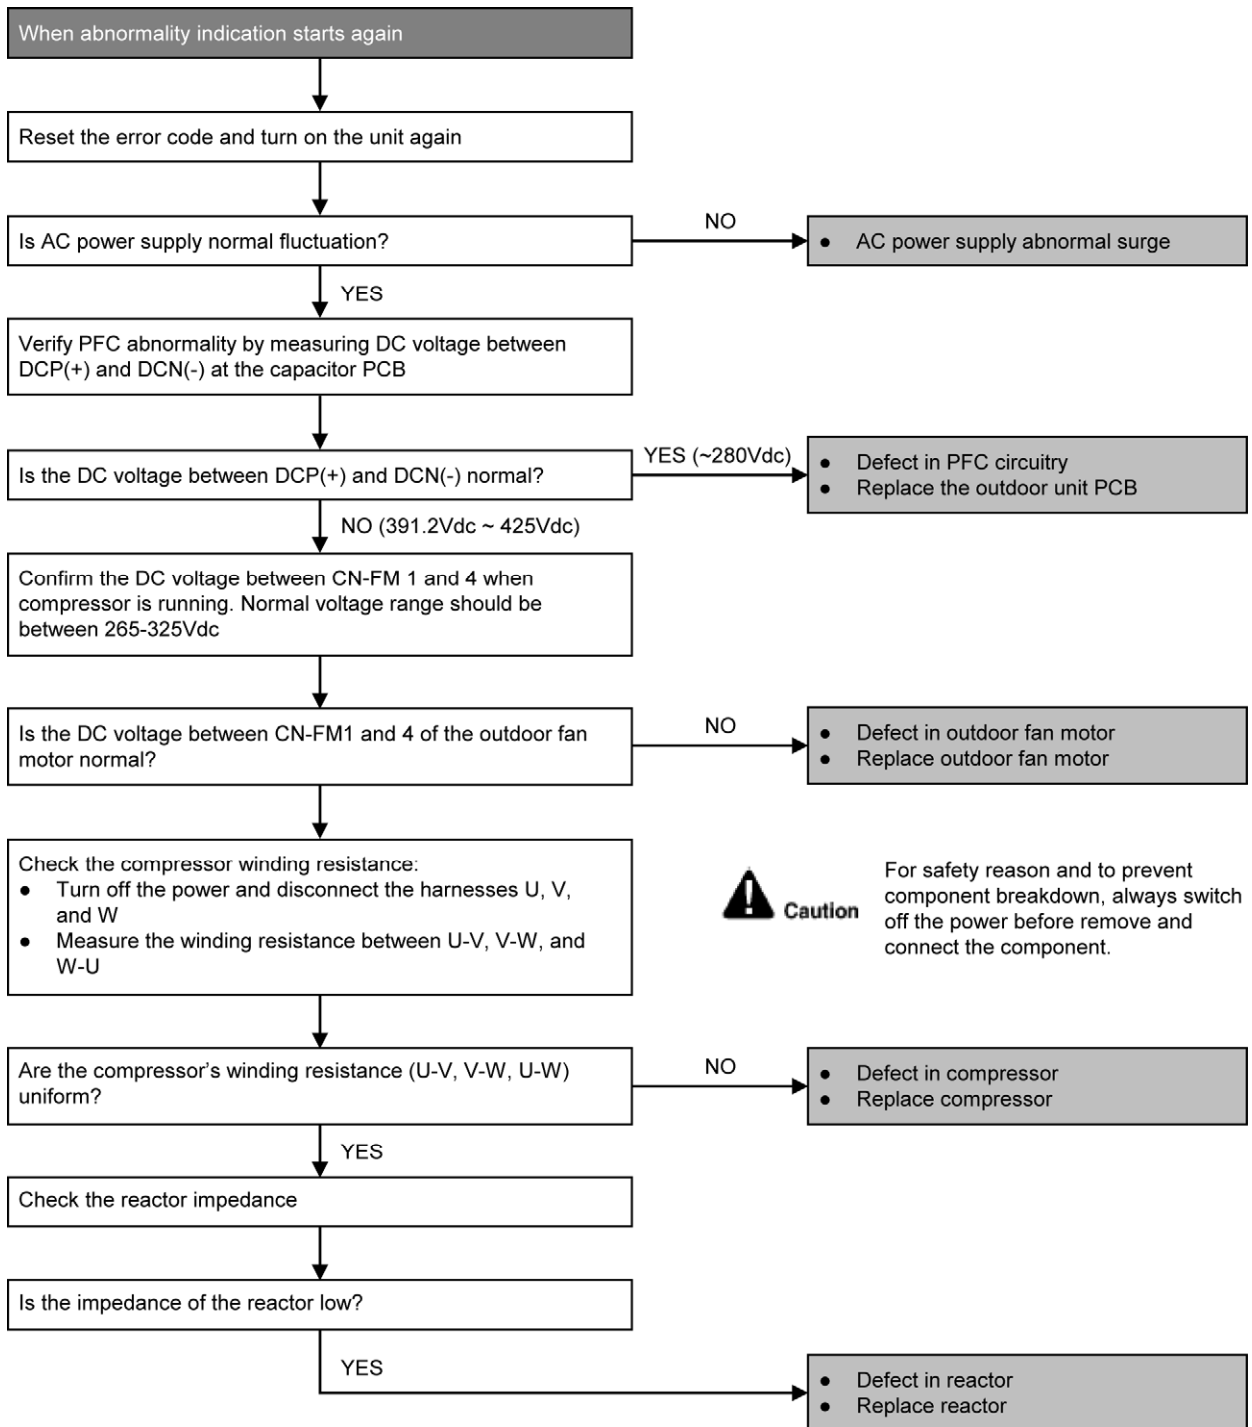 When abnormality indication starts again
Reset the error code and turn on the unit again
Is AC power supply normal fluctuation?
NO
● AC power supply abnormal surge
YES
Verify PFC abnormality by measuring DC voltage between
DCP(+) and DCN(-) at the capacitor PCB
Is the DC voltage between DCP(+) and DCN(-) normal?
YES (~280Vdc)
● Defect in PFC circuitry
● Replace the outdoor unit PCB
NO (391.2Vdc ~ 425Vdc)
Confirm the DC voltage between CN-FM 1 and 4 when
compressor is running. Normal voltage range should be
between 265-325Vdc
Is the DC voltage between CN-FM1 and 4 of the outdoor fan
motor normal?
NO
● Defect in outdoor fan motor
● Replace outdoor fan motor
Check the compressor winding resistance:
● Turn off the power and disconnect the harnesses U, V,
and W
● Measure the winding resistance between U-V, V-W, and
W-U
Caution
For safety reason and to prevent
component breakdown, always switch
off the power before remove and
connect the component.
Are the compressor’s winding resistance (U-V, V-W, U-W)
uniform?
NO
● Defect in compressor
● Replace compressor
YES
Check the reactor impedance
Is the impedance of the reactor low?
YES
● Defect in reactor
● Replace reactor